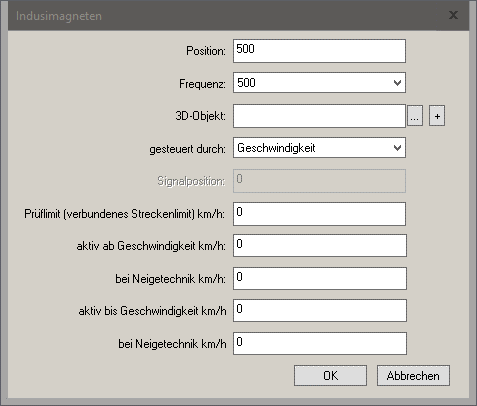 Indusimagneten
Position: 500
Frequenz: 500
3D-Objekt: ... +
gesteuert durch: Geschwindigkeit
Signalposition: 0
Prüflimit (verbundenes Streckenlimit) km/h: 0
aktiv ab Geschwindigkeit km/h: 0
bei Neigetechnik km/h: 0
aktiv bis Geschwindigkeit km/h 0
bei Neigetechnik km/h 0
OK Abbrechen